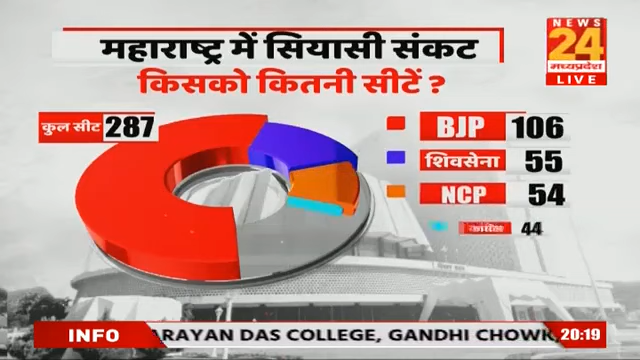 महाराष्ट्र में सियासी संकट
किसको कितनी सीटें ?
NEWS
24
मध्यप्रदेश
LIVE
कुल सीट 287
BJP 106
शिवसेना 55
NCP 54
44
INFO
ARAYAN DAS COLLEGE, GANDHI CHOWK,
20:19